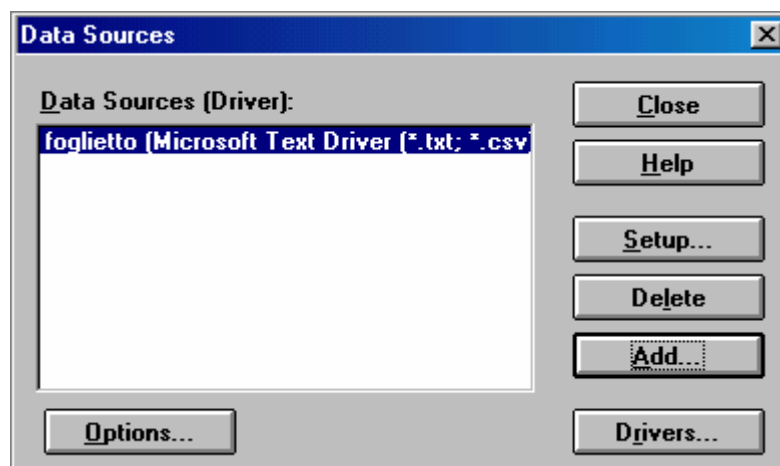 Data Sources
Data Sources (Driver):
foglietto (Microsoft Text Driver (*.txt; *.csv)
Close
Help
Setup...
Delete
Add...
Options...
Drivers...